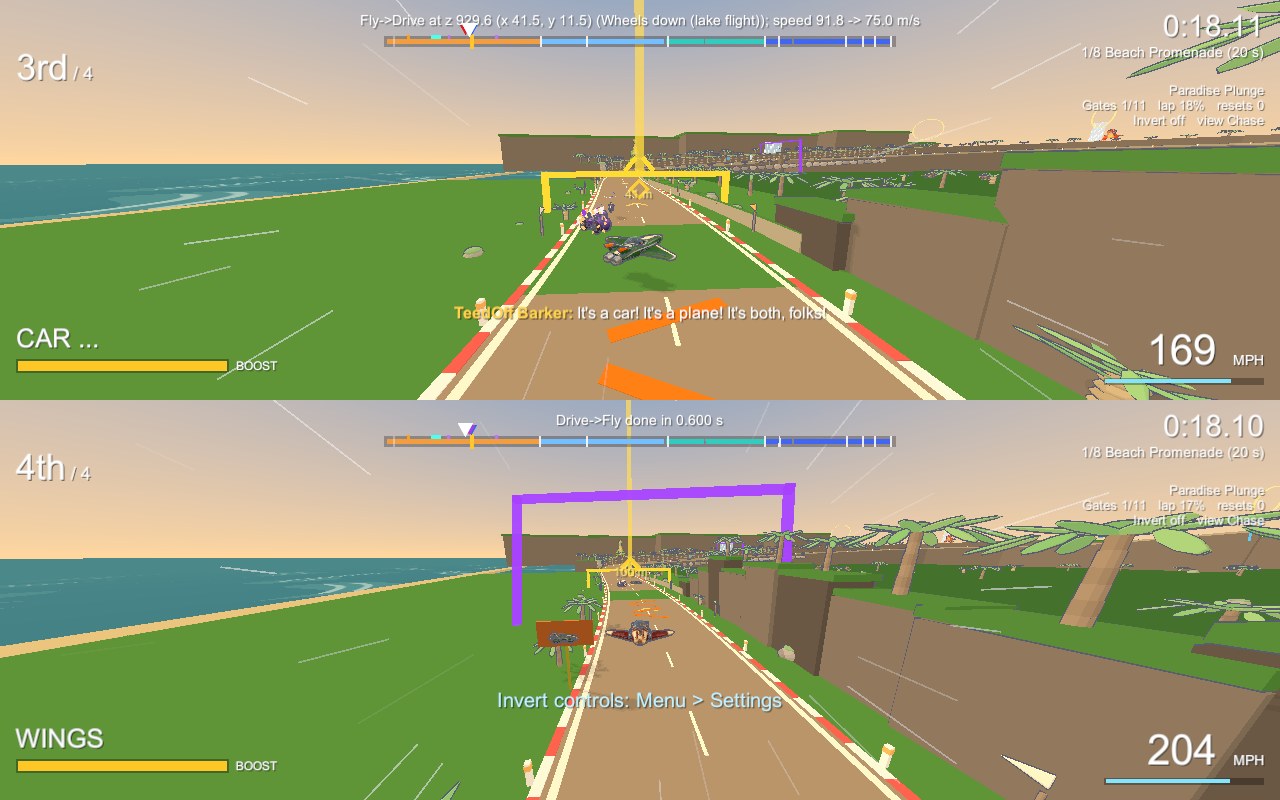 Fly->Drive at z 929.6 (x 41.5, y 11.5) (Wheels down (lake flight)); speed 91.8 -> 75.0 m/s
0:18.11
1/8 Beach Promenade (20 s)
3rd / 4
Paradise Plunge
Gates 1/11 lap 18% resets 0
Invert off view Chase
TeedOff Barker: It's a car! It's a plane! It's both, folks!
CAR ...
BOOST
169 MPH
Drive->Fly done in 0.600 s
0:18.10
1/8 Beach Promenade (20 s)
4th / 4
Paradise Plunge
Gates 1/11 lap 17% resets 0
Invert off view Chase
100m
Invert controls: Menu > Settings
WINGS
BOOST
204 MPH